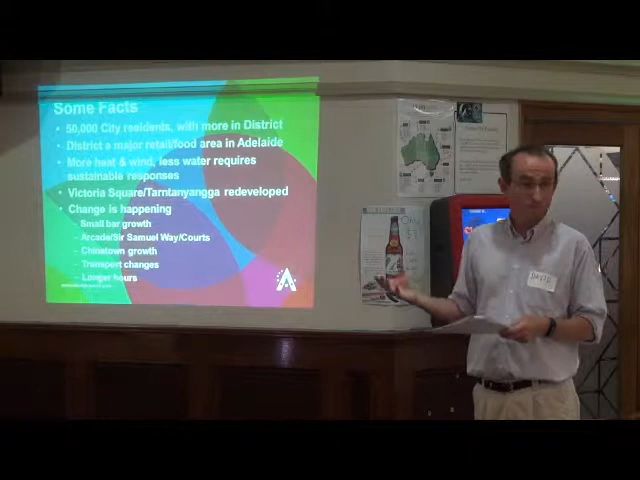 Some Facts
• 50,000 City residents, with more in District
• District a major retail/food area in Adelaide
• More heat & wind, less water requires
sustainable responses
• Victoria Square/Tarntanyangga redeveloped
• Change is happening
- Small bar growth
- Arcade/Sir Samuel Way/Courts
- Chinatown growth
- Transport changes
- Longer hours
DAVID